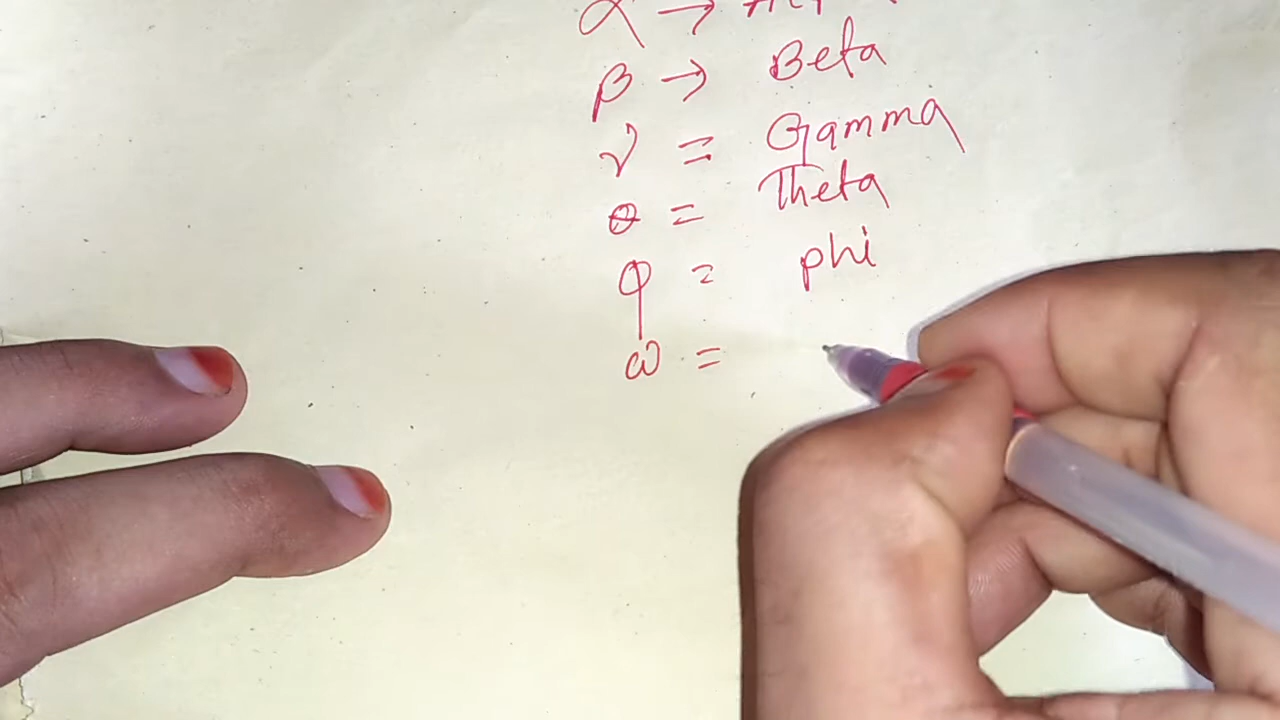 α →
β → Beta
γ = Gamma
θ = Theta
φ = phi
ω =